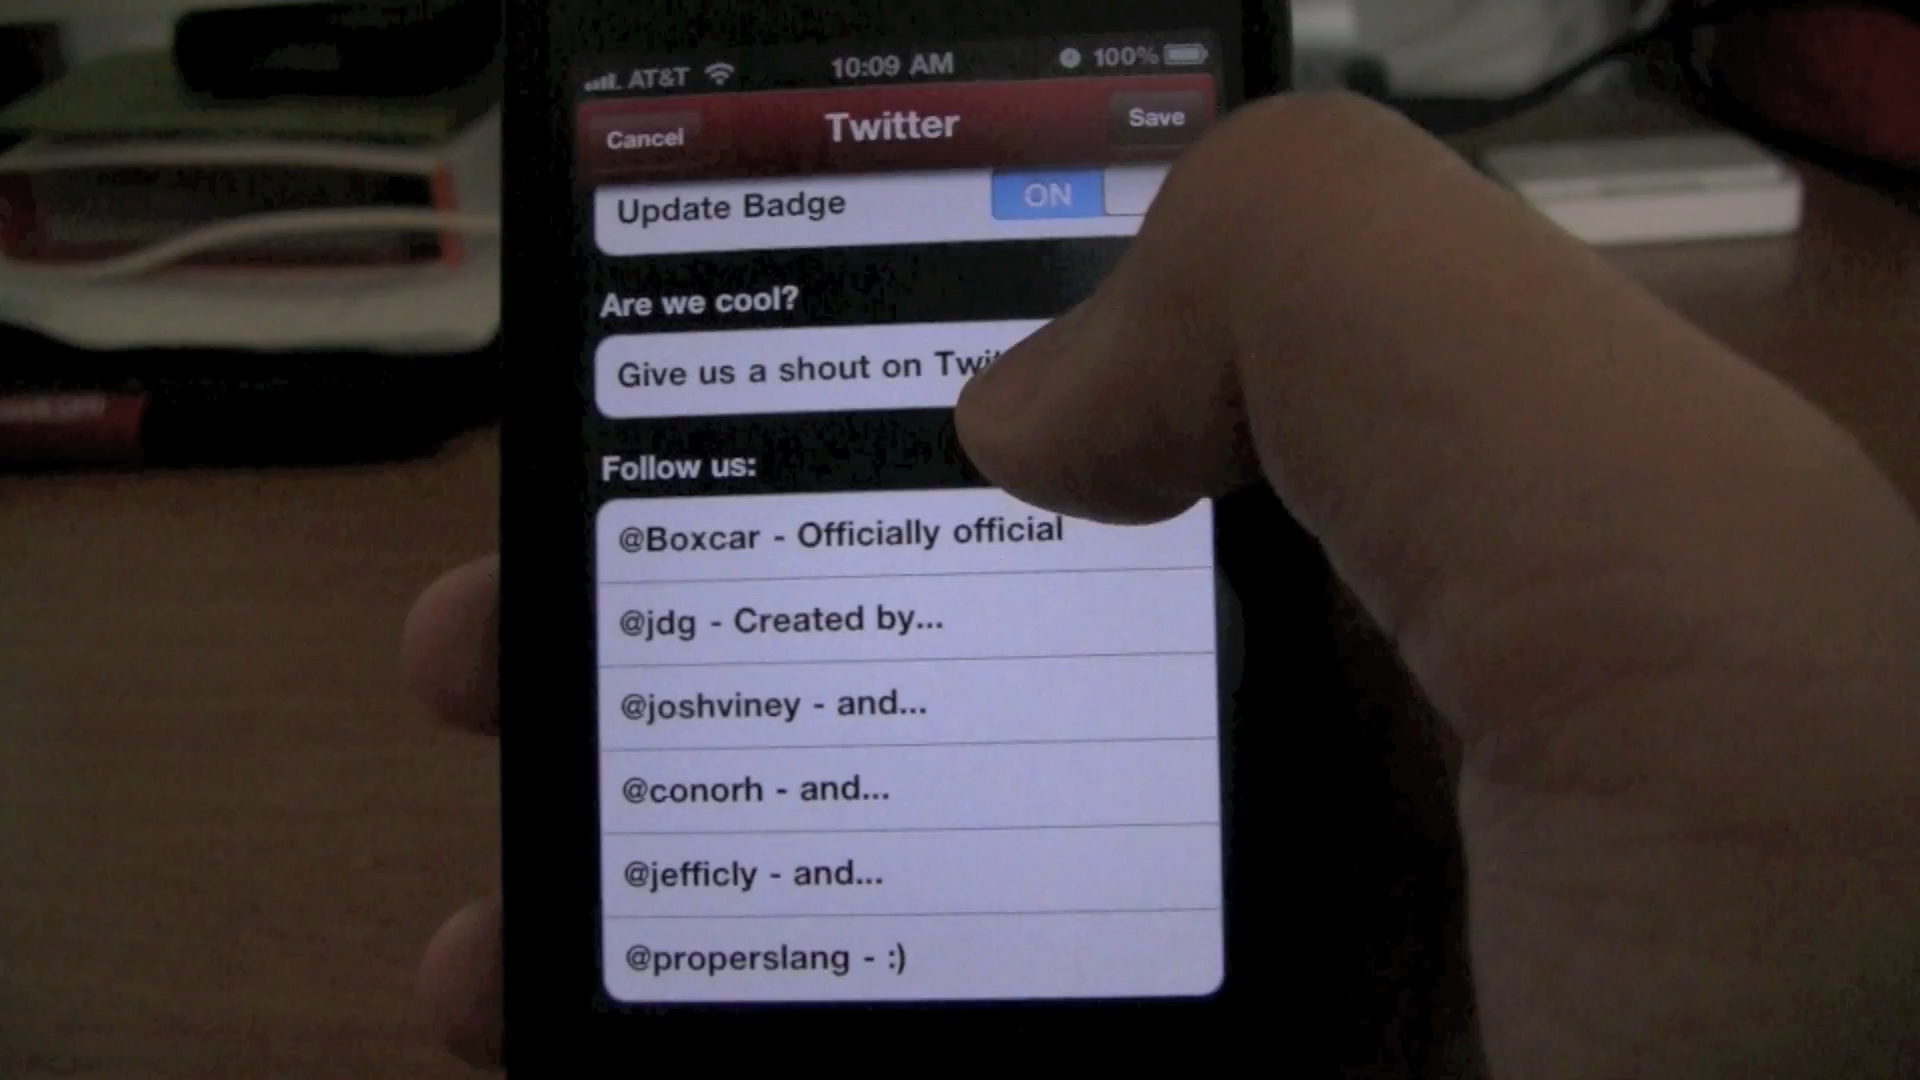 AT&T 10:09 AM 100%
Cancel Twitter Save
Update Badge ON
Are we cool?
Give us a shout on
Follow us:
@Boxcar - Officially official
@jdg - Created by...
@joshviney - and...
@conorh - and...
@jefficly - and...
@properslang - :)